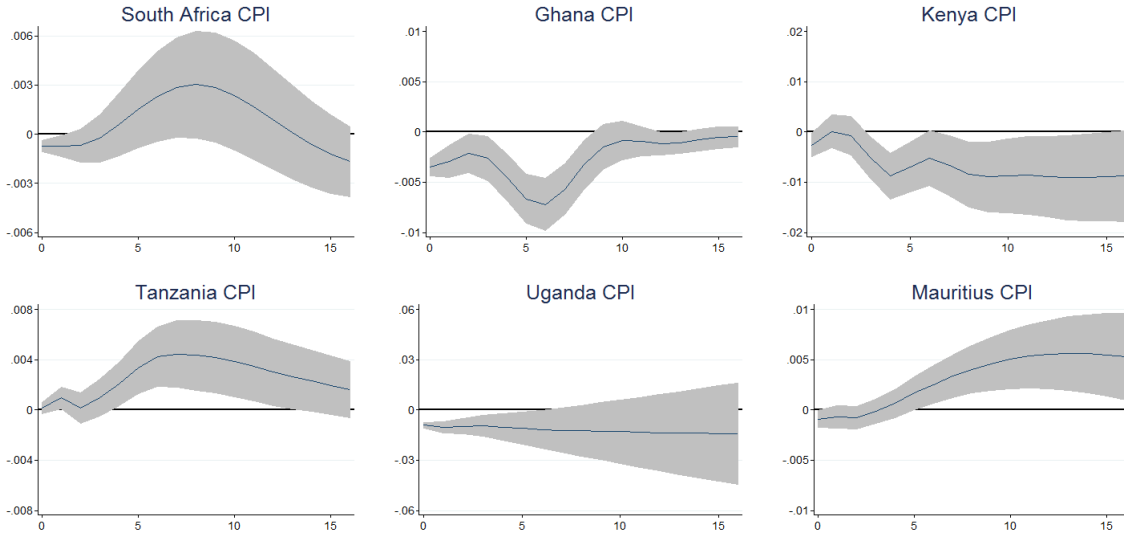 South Africa CPI
.006
.003
0
-.003
-.006
0 5 10 15
Ghana CPI
.01
.005
0
-.005
-.01
0 5 10 15
Kenya CPI
.02
.01
0
-.01
-.02
0 5 10 15
Tanzania CPI
.008
.004
0
-.004
-.008
0 5 10 15
Uganda CPI
.06
.03
0
-.03
-.06
0 5 10 15
Mauritius CPI
.01
.005
0
-.005
-.01
0 5 10 15